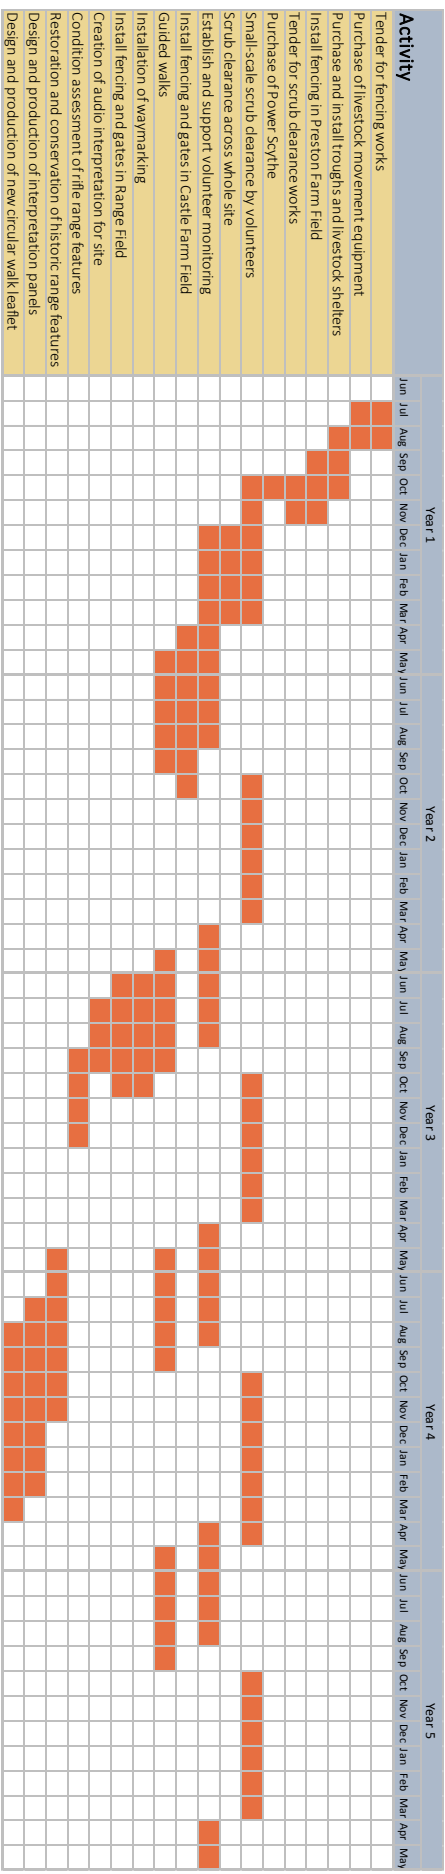 Activity
Year 1 Year 2 Year 3 Year 4 Year 5
Jun Jul Aug Sep Oct Nov Dec Jan Feb Mar Apr May Jun Jul Aug Sep Oct Nov Dec Jan Feb Mar Apr May Jun Jul Aug Sep Oct Nov Dec Jan Feb Mar Apr May Jun Jul Aug Sep Oct Nov Dec Jan Feb Mar Apr May Jun Jul Aug Sep Oct Nov Dec Jan Feb Mar Apr May
Tender for fencing works
Purchase of livestock movement equipment
Purchase and install troughs and livestock shelters
Install fencing in Preston Farm Field
Tender for scrub clearance works
Purchase of Power Scythe
Small-scale scrub clearance by volunteers
Scrub clearance across whole site
Establish and support volunteer monitoring
Install fencing and gates in Castle Farm Field
Guided walks
Installation of waymarking
Install fencing and gates in Range Field
Creation of audio interpretation for site
Condition assessment of rifle range features
Restoration and conservation of historic range features
Design and production of interpretation panels
Design and production of new circular walk leaflet